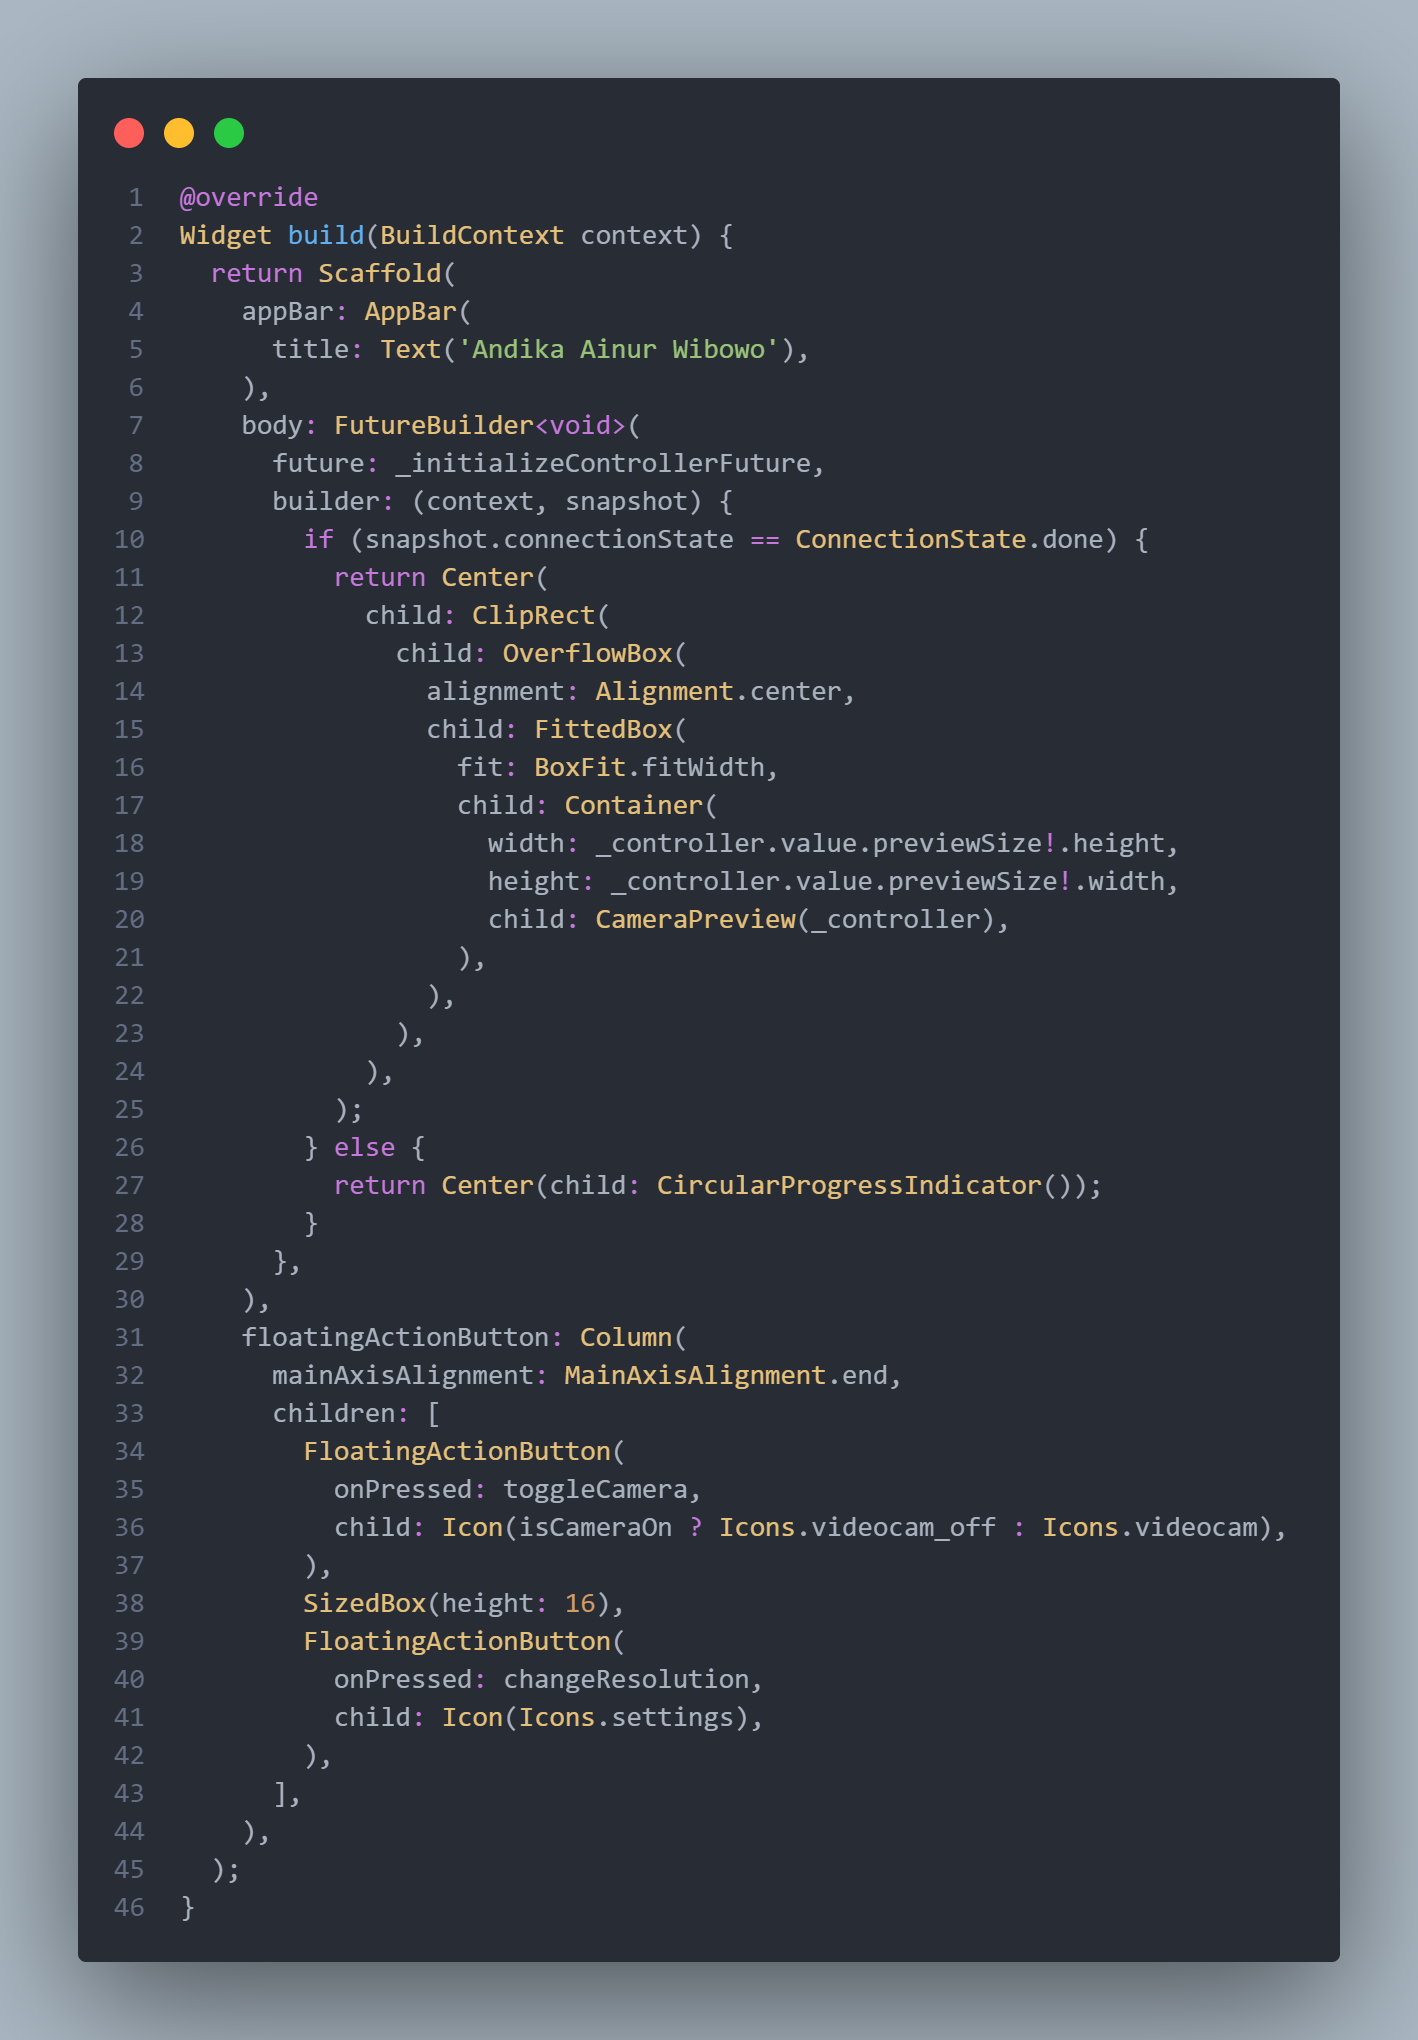 1 @override
2 Widget build(BuildContext context) {
3   return Scaffold(
4     appBar: AppBar(
5       title: Text('Andika Ainur Wibowo'),
6     ),
7     body: FutureBuilder<void>(
8       future: _initializeControllerFuture,
9       builder: (context, snapshot) {
10         if (snapshot.connectionState == ConnectionState.done) {
11           return Center(
12             child: ClipRect(
13               child: OverflowBox(
14                 alignment: Alignment.center,
15                 child: FittedBox(
16                   fit: BoxFit.fitWidth,
17                   child: Container(
18                     width: _controller.value.previewSize!.height,
19                     height: _controller.value.previewSize!.width,
20                     child: CameraPreview(_controller),
21                   ),
22                 ),
23               ),
24             ),
25           );
26         } else {
27           return Center(child: CircularProgressIndicator());
28         }
29       },
30     ),
31     floatingActionButton: Column(
32       mainAxisAlignment: MainAxisAlignment.end,
33       children: [
34         FloatingActionButton(
35           onPressed: toggleCamera,
36           child: Icon(isCameraOn ? Icons.videocam_off : Icons.videocam),
37         ),
38         SizedBox(height: 16),
39         FloatingActionButton(
40           onPressed: changeResolution,
41           child: Icon(Icons.settings),
42         ),
43       ],
44     ),
45   );
46 }